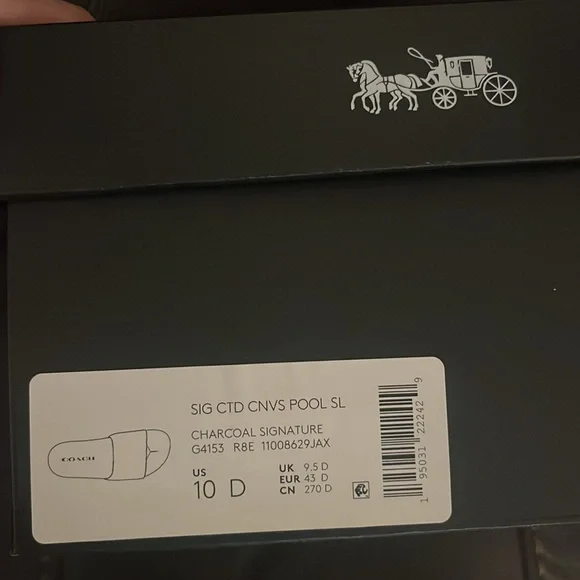 SIG CTD CNVS POOL SL
CHARCOAL SIGNATURE
G4153 R8E 11008629JAX
COACH
US
10 D
UK 9.5 D
EUR 43 D
CN 270 D
1 95031 22242 9